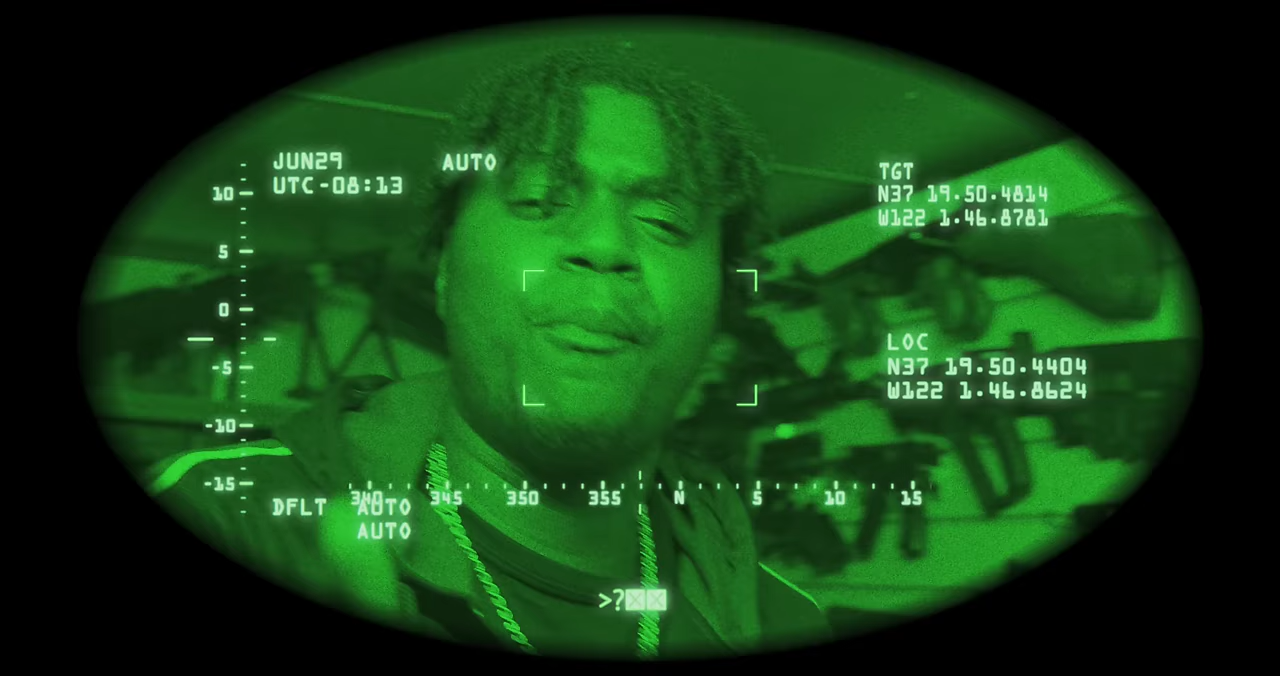 JUN29 AUTO
UTC-08:13
TGT
N37 19.50.4814
W122 1.46.8781
10
5
0
-5
-10
-15
LOC
N37 19.50.4404
W122 1.46.8624
340 345 350 355 N 5 10 15
DFLT AUTO
AUTO
>?